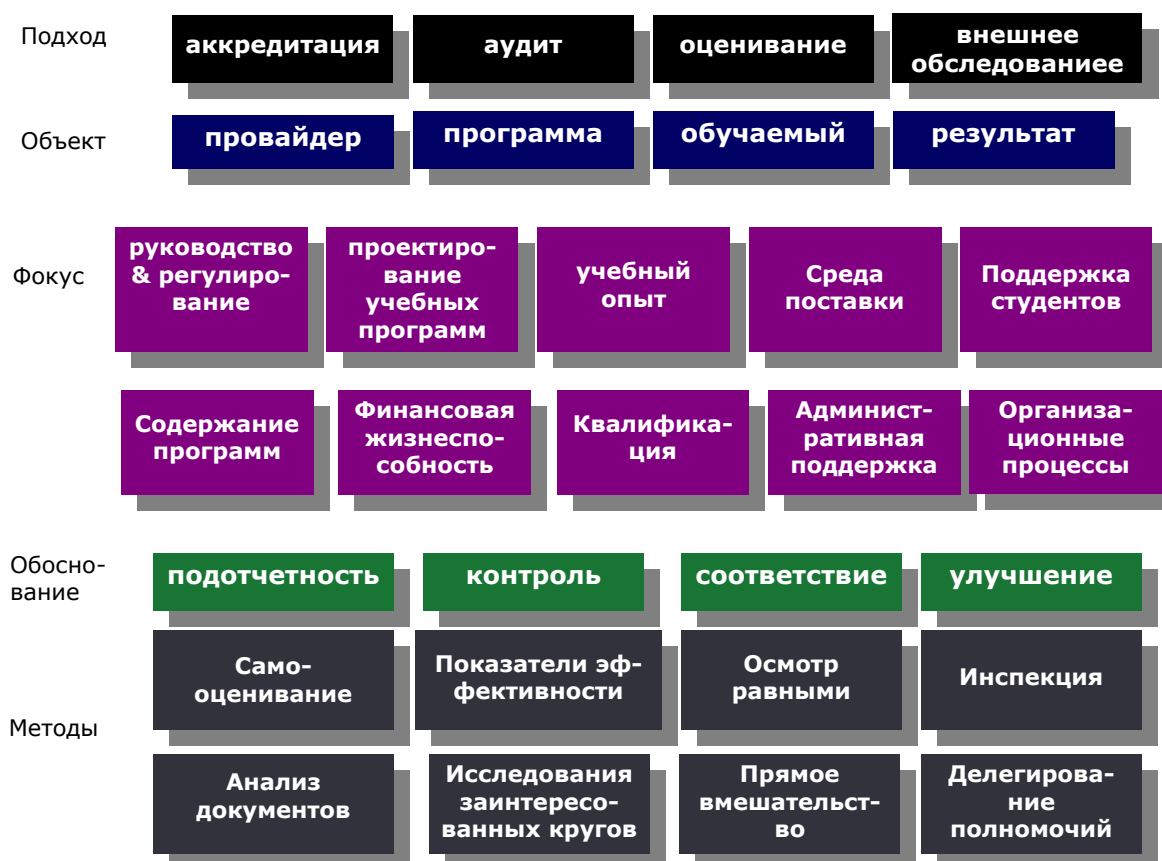 Подход
аккредитация
аудит
оценивание
внешнее
обследованиее
Объект
провайдер
программа
обучаемый
результат
Фокус
руководство
& регулиро-
вание
проектиро-
вание
учебных
программ
учебный
опыт
Среда
поставки
Поддержка
студентов
Содержание
программ
Финансовая
жизнеспо-
собность
Квалифика-
ция
Админист-
ративная
поддержка
Организа-
ционные
процессы
Обосно-
вание
подотчетность
контроль
соответствие
улучшение
Методы
Само-
оценивание
Показатели эф-
фективности
Осмотр
равными
Инспекция
Анализ
документов
Исследования
заинтересо-
ванных кругов
Прямое
вмешательст-
во
Делегирова-
ние
полномочий